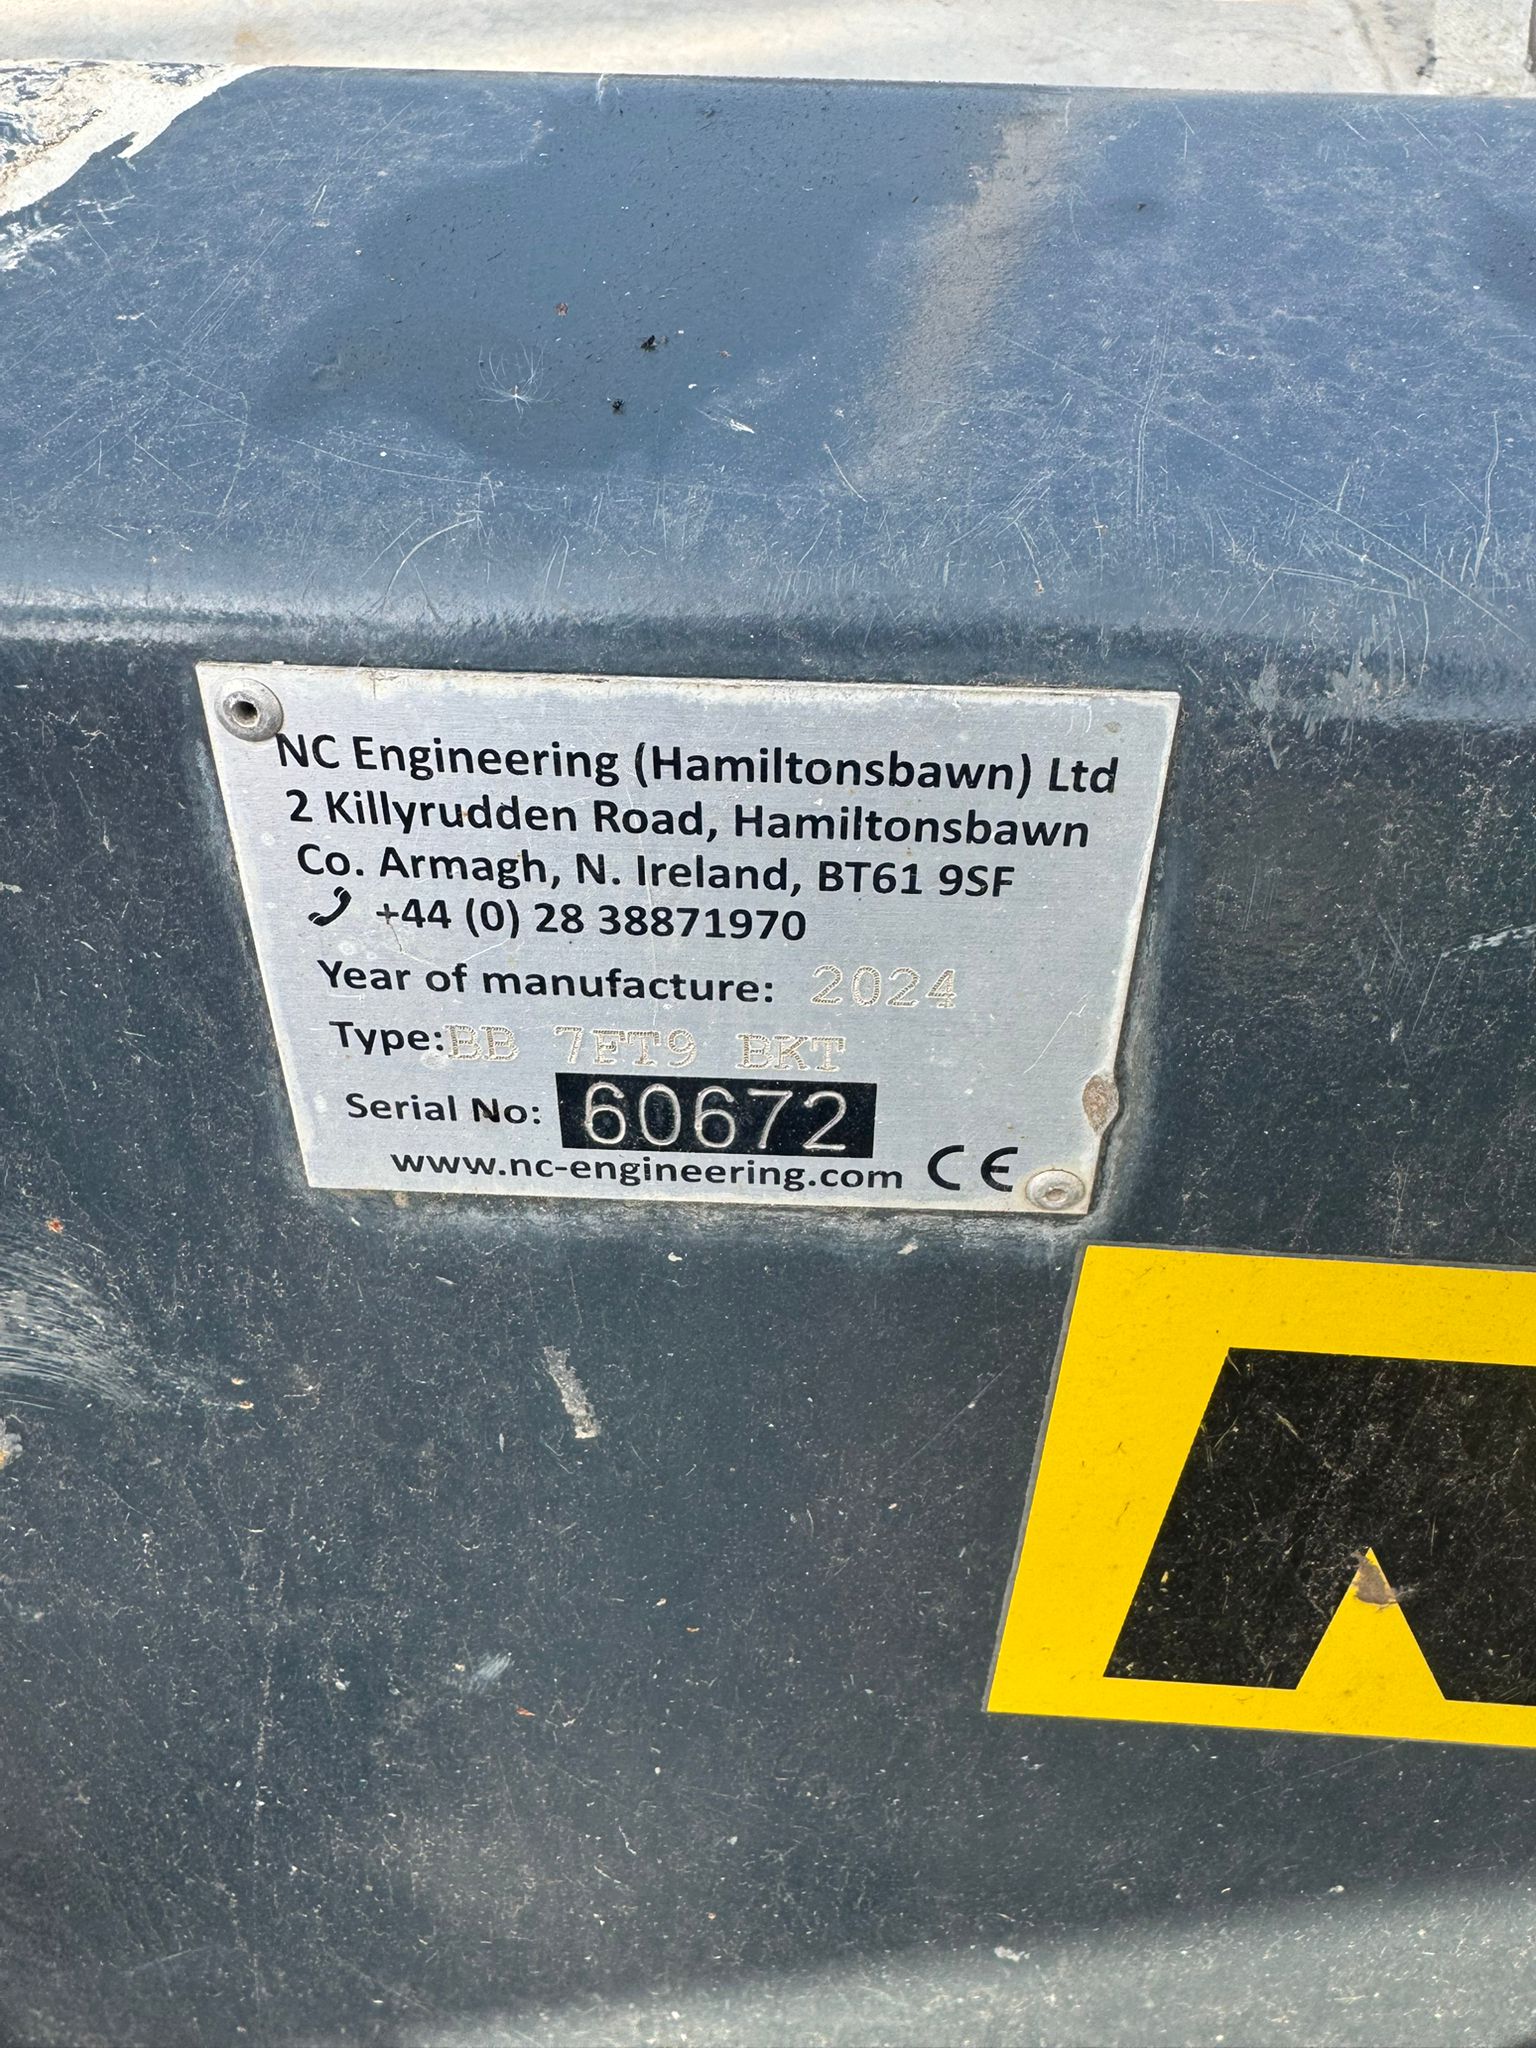 NC Engineering (Hamiltonsbawn) Ltd
2 Killyrudden Road, Hamiltonsbawn
Co. Armagh, N. Ireland, BT61 9SF
+44 (0) 28 38871970
Year of manufacture: 2024
Type: BB 7FT9 BKT
Serial No: 60672
www.nc-engineering.com CE